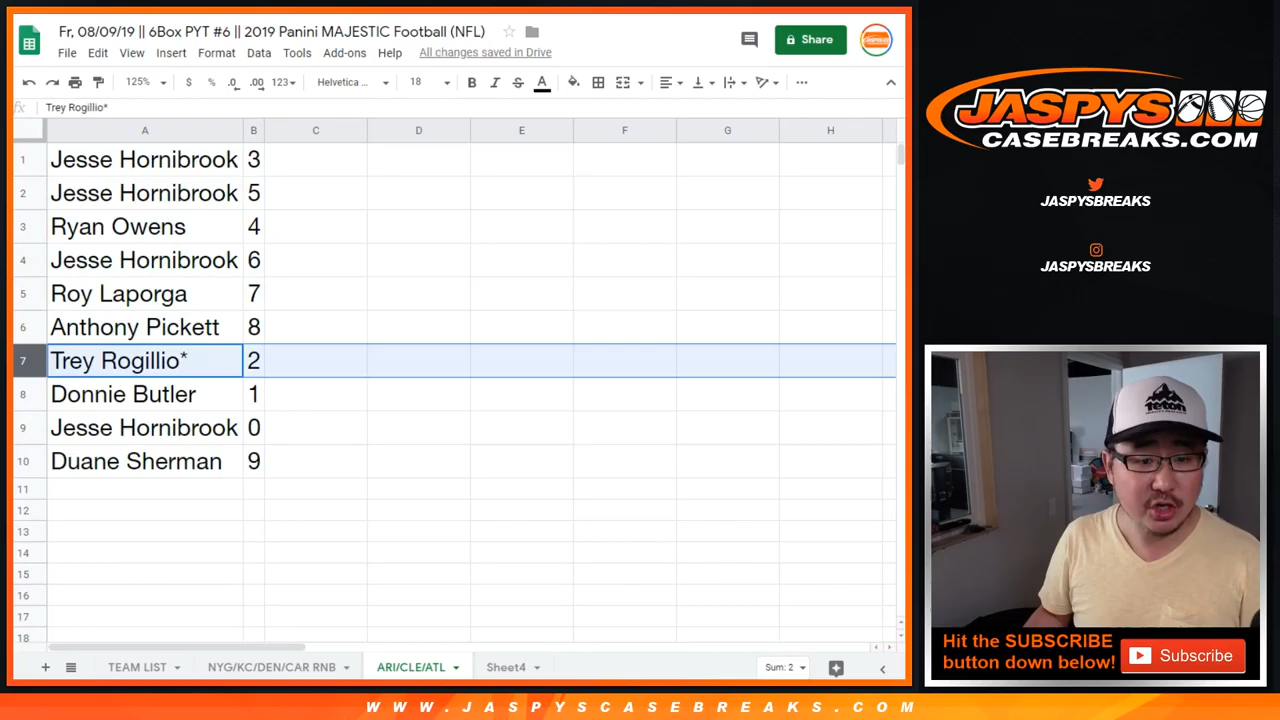 Fr, 08/09/19 || 6Box PYT #6 || 2019 Panini MAJESTIC Football (NFL)
File Edit View Insert Format Data Tools Add-ons Help All changes saved in Drive
Share
125% $ % .0 .00 123 Helvetica ... 18 B I S A
fx Trey Rogillio*
A B C D E F G H
1 Jesse Hornibrook 3
2 Jesse Hornibrook 5
3 Ryan Owens 4
4 Jesse Hornibrook 6
5 Roy Laporga 7
6 Anthony Pickett 8
7 Trey Rogillio* 2
8 Donnie Butler 1
9 Jesse Hornibrook 0
10 Duane Sherman 9
11
12
13
14
15
16
17
18
+ TEAM LIST NYG/KC/DEN/CAR RNB ARI/CLE/ATL Sheet4 Sum: 2
JASPYS
CASEBREAKS.COM
JASPYSBREAKS
JASPYSBREAKS
Teton
Hit the SUBSCRIBE
button down below!
Subscribe
WWW.JASPYSCASEBREAKS.COM